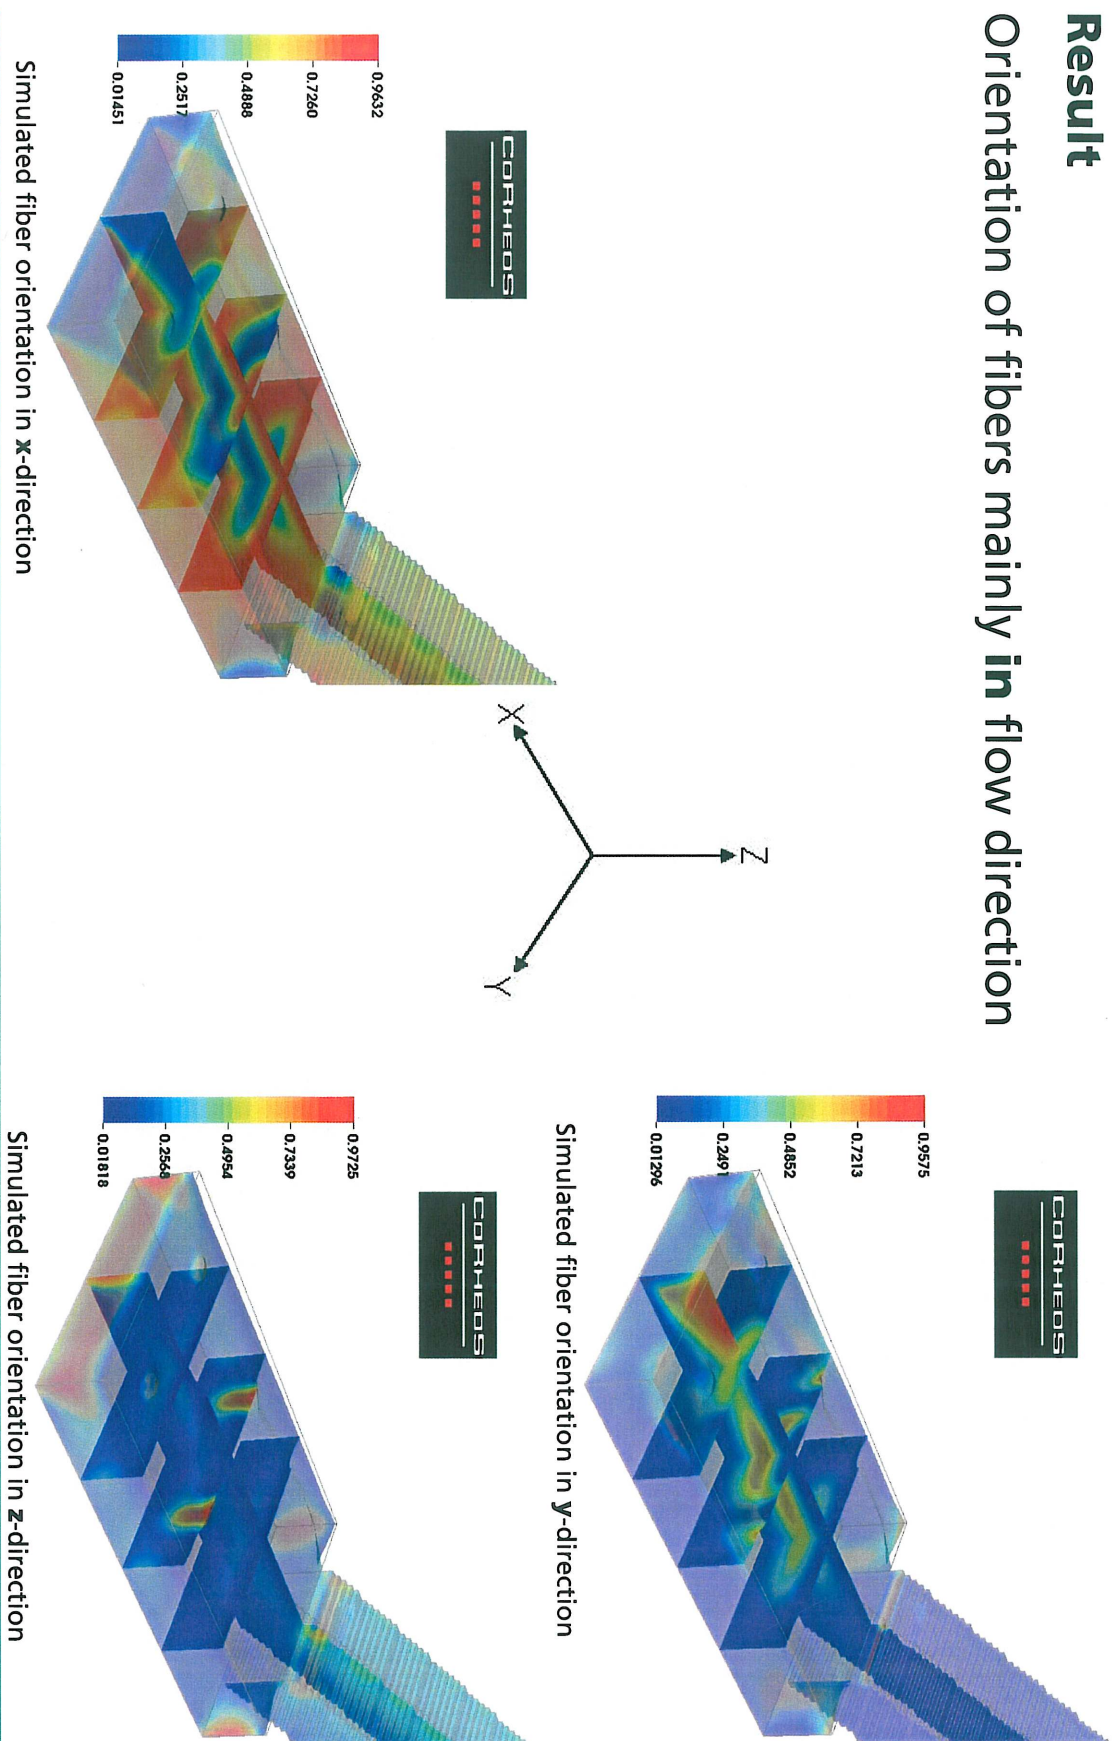 Result
Orientation of fibers mainly in flow direction
CORHEOS
0.9632
0.7260
0.4888
0.2517
0.01451
Simulated fiber orientation in x-direction
Z
X
Y
CORHEOS
0.9575
0.7213
0.4852
0.2491
0.01296
Simulated fiber orientation in y-direction
CORHEOS
0.9725
0.7339
0.4954
0.2568
0.01818
Simulated fiber orientation in z-direction